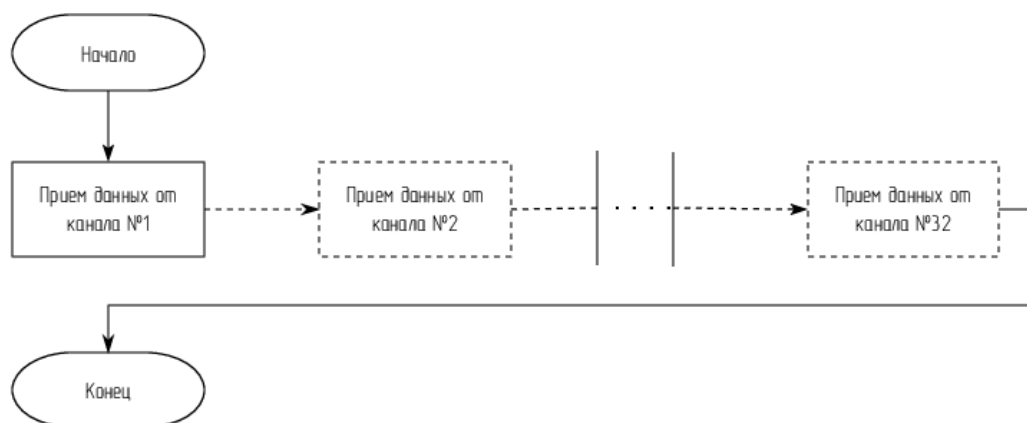 Начало
Прием данных от
канала №1
Прием данных от
канала №2
. . . .
Прием данных от
канала №32
Конец